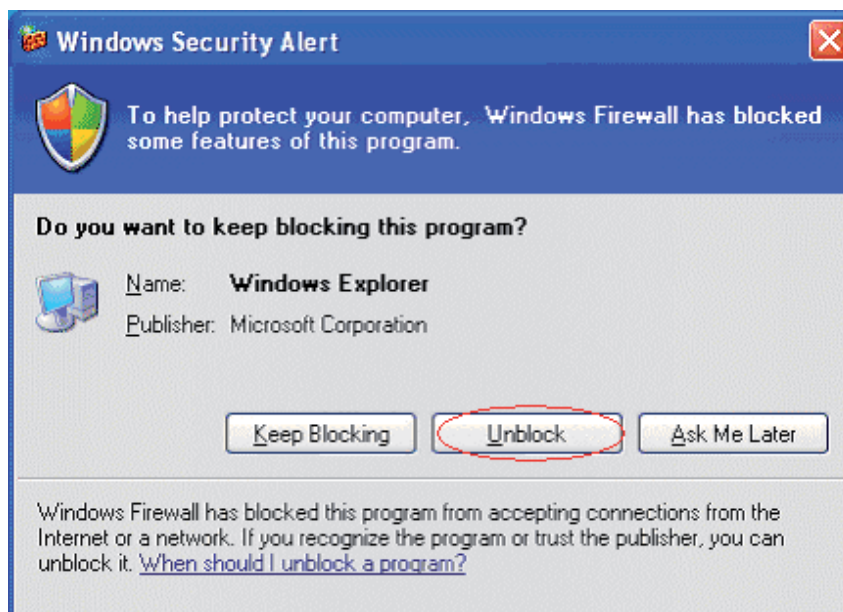 Windows Security Alert
To help protect your computer, Windows Firewall has blocked
some features of this program.
Do you want to keep blocking this program?
Name: Windows Explorer
Publisher: Microsoft Corporation
Keep Blocking Unblock Ask Me Later
Windows Firewall has blocked this program from accepting connections from the
Internet or a network. If you recognize the program or trust the publisher, you can
unblock it. When should I unblock a program?